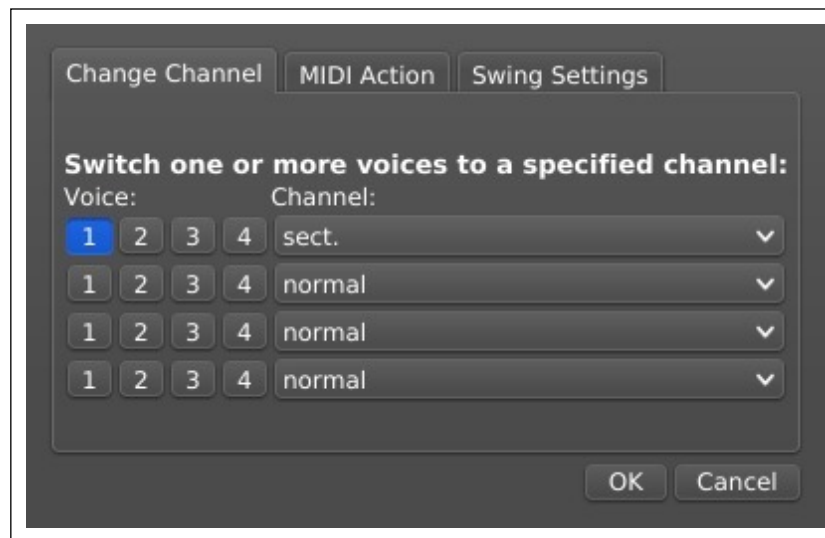 Change Channel MIDI Action Swing Settings
Switch one or more voices to a specified channel:
Voice: Channel:
1 2 3 4 sect.
1 2 3 4 normal
1 2 3 4 normal
1 2 3 4 normal
OK Cancel